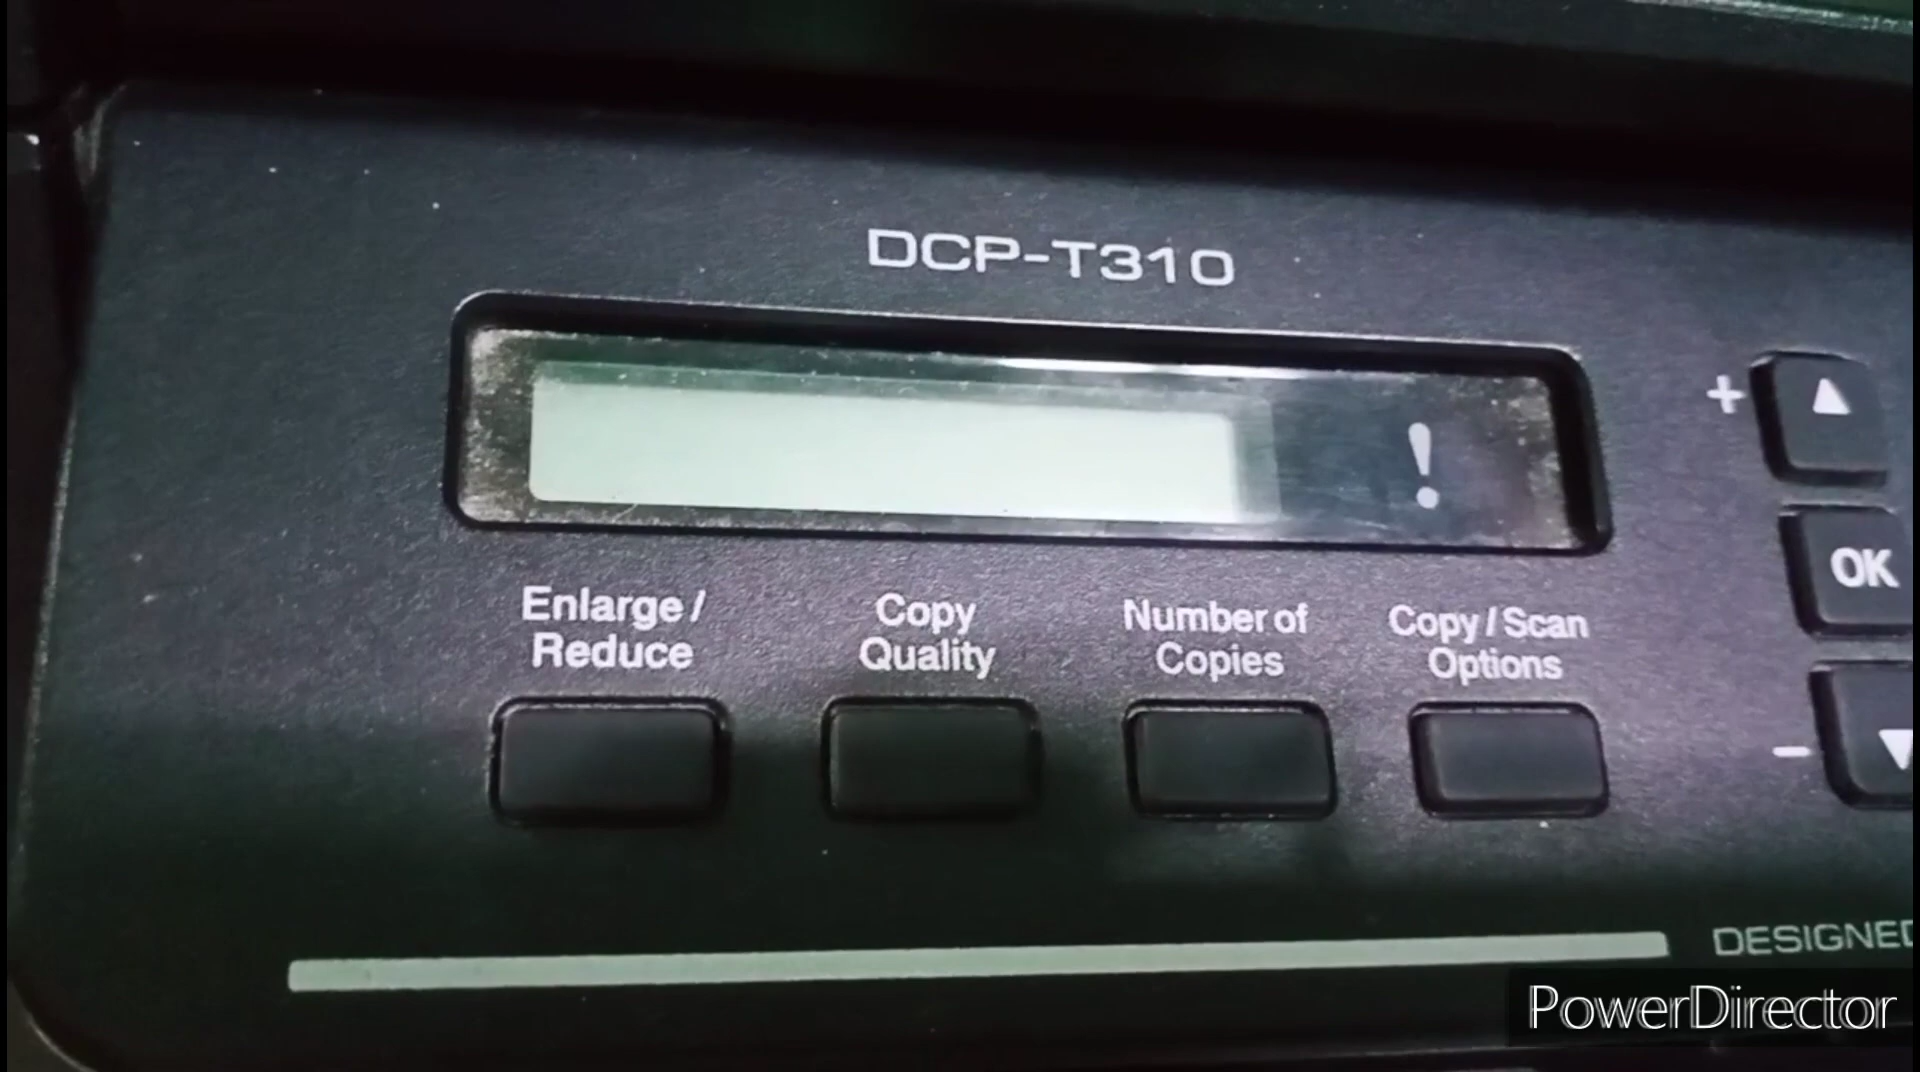 DCP-T310
!
+
Enlarge /
Reduce
Copy
Quality
Number of
Copies
Copy / Scan
Options
OK
−
DESIGNED
PowerDirector